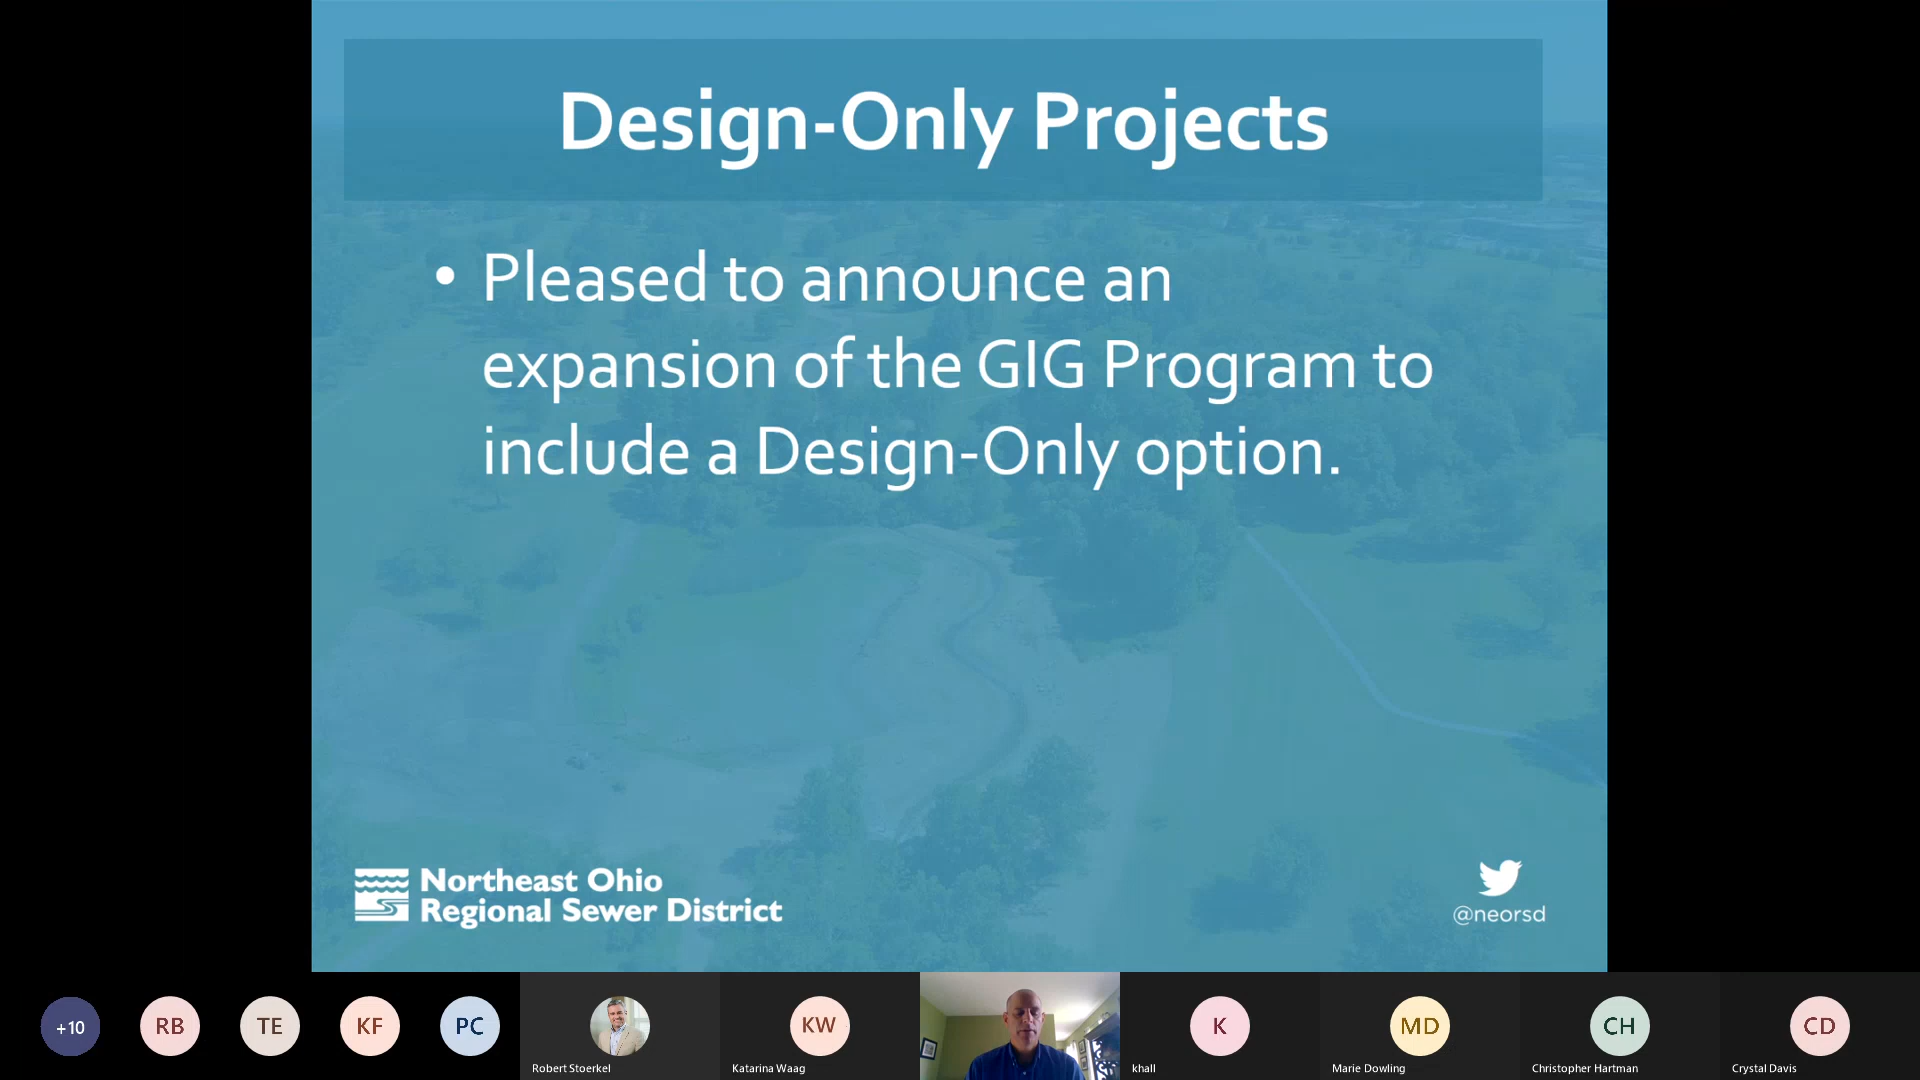 Design-Only Projects
• Pleased to announce an
expansion of the GIG Program to
include a Design-Only option.
Northeast Ohio
Regional Sewer District
@neorsd
+10
RB
TE
KF
PC
Robert Stoerkel
KW
Katarina Waag
K
khall
MD
Marie Dowling
CH
Christopher Hartman
CD
Crystal Davis